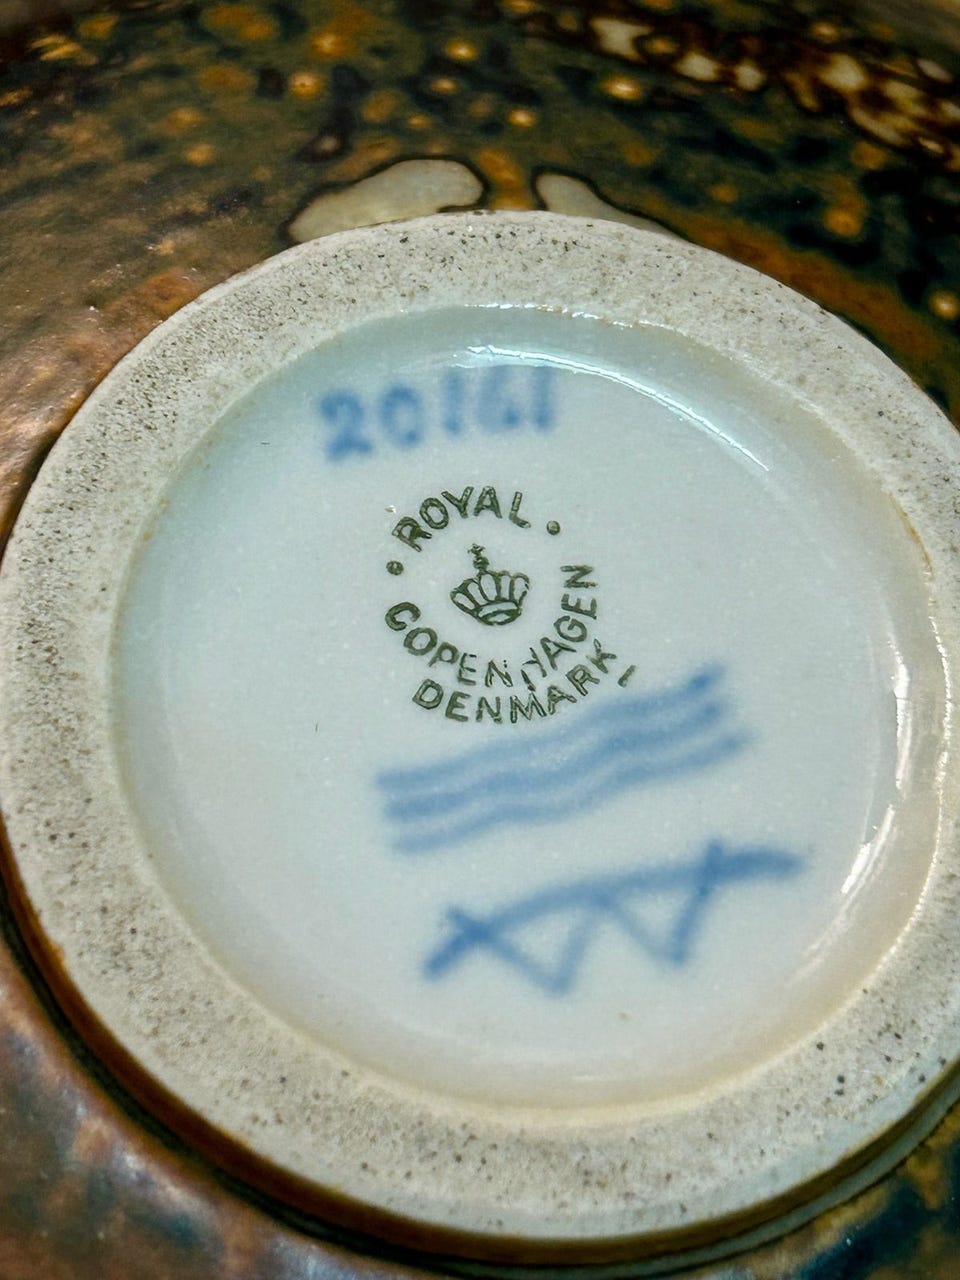 20161
ROYAL
COPENHAGEN
DENMARK